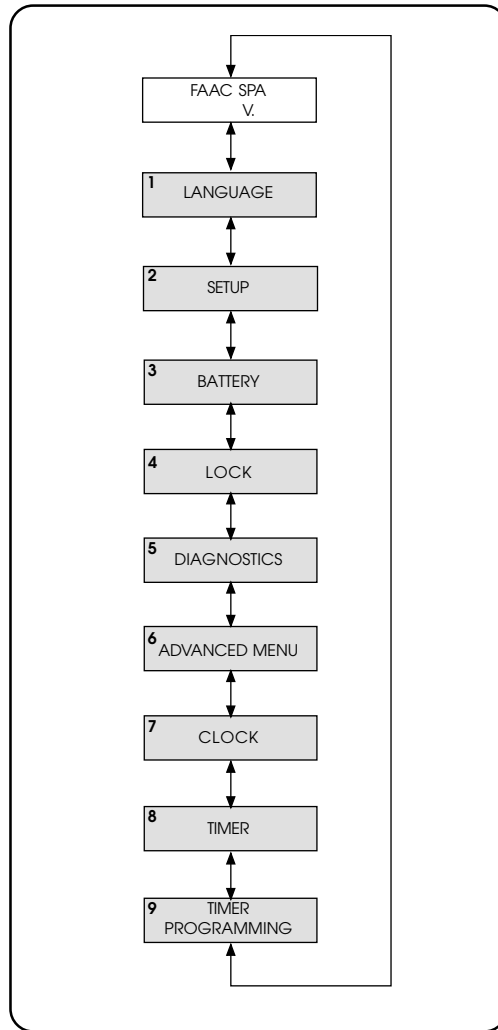 FAAC SPA
V.
1
LANGUAGE
2
SETUP
3
BATTERY
4
LOCK
5
DIAGNOSTICS
6
ADVANCED MENU
7
CLOCK
8
TIMER
9
TIMER
PROGRAMMING